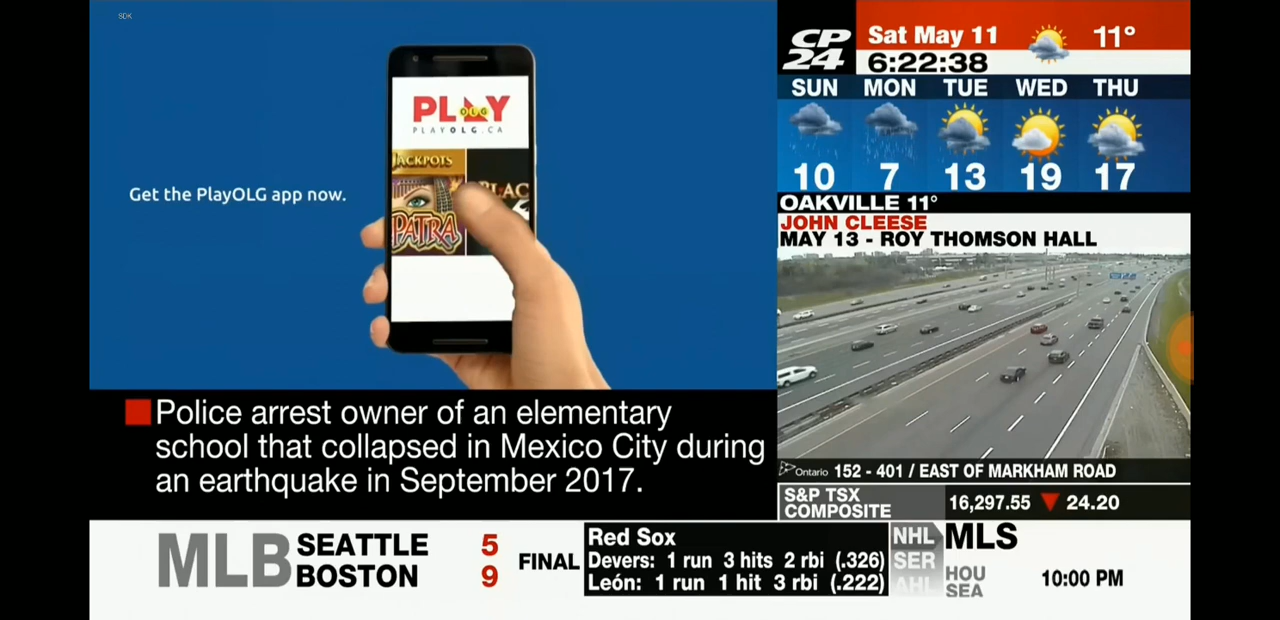 SDK
PLAY
OLG
PLAYOLG.CA
JACKPOTS
PATRA
Get the PlayOLG app now.
CP
24
Sat May 11
11°
6:22:38
SUN MON TUE WED THU
10 7 13 19 17
OAKVILLE 11°
JOHN CLEESE
MAY 13 - ROY THOMSON HALL
Ontario 152 - 401 / EAST OF MARKHAM ROAD
S&P TSX
COMPOSITE
16,297.55 24.20
Police arrest owner of an elementary
school that collapsed in Mexico City during
an earthquake in September 2017.
MLB
SEATTLE 5
BOSTON 9
FINAL
Red Sox
Devers: 1 run 3 hits 2 rbi (.326)
León: 1 run 1 hit 3 rbi (.222)
NHL
SER
AHL
MLS
HOU
SEA
10:00 PM